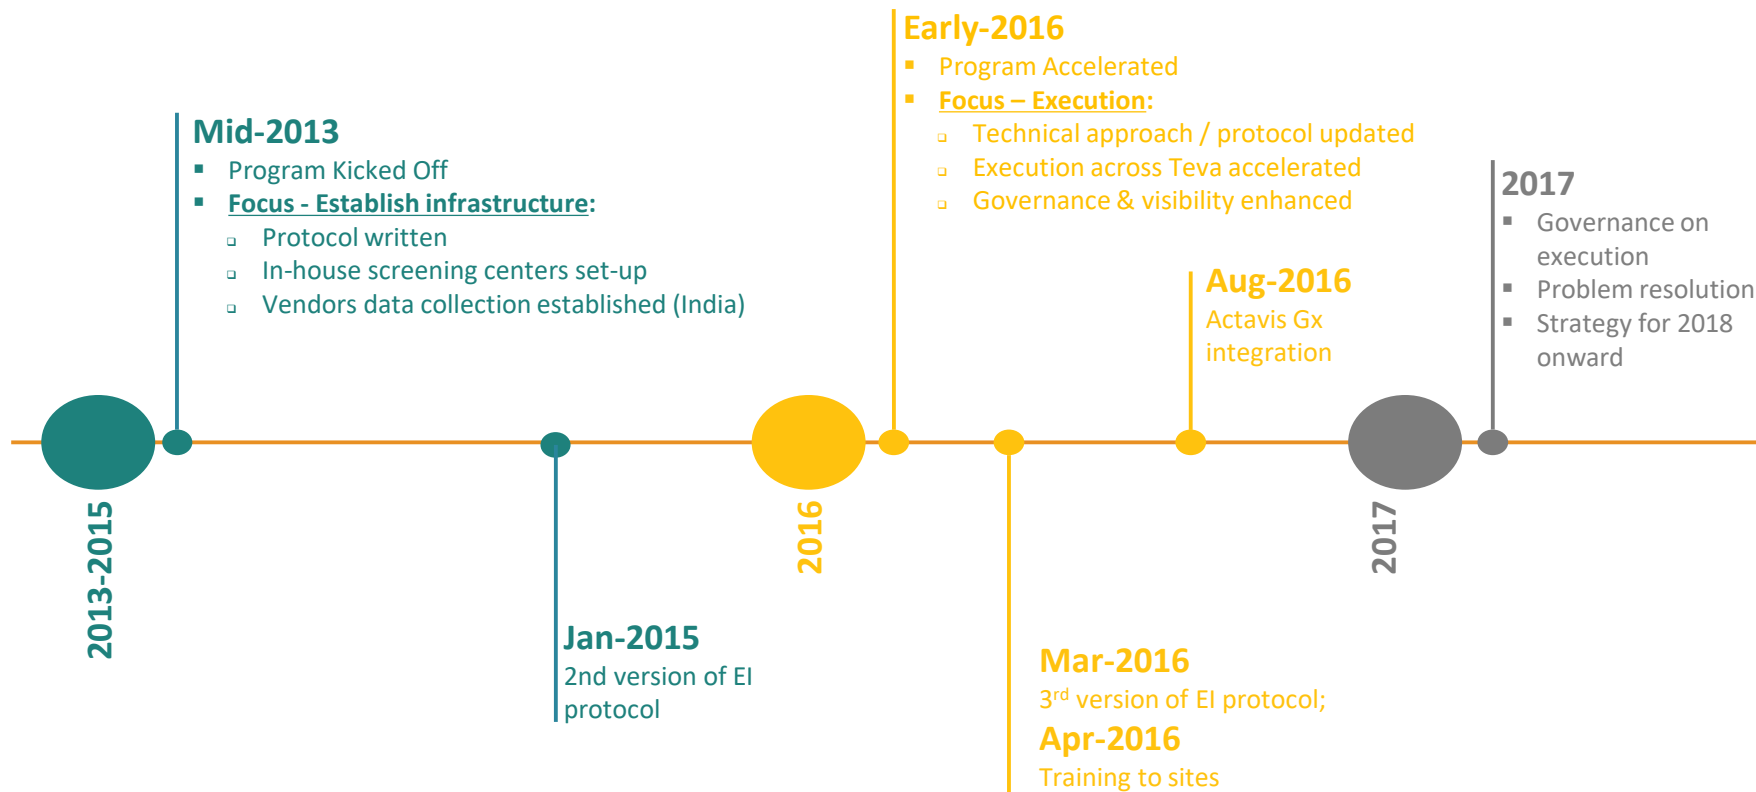 Mid-2013
▪ Program Kicked Off
▪ Focus - Establish infrastructure:
▫ Protocol written
▫ In-house screening centers set-up
▫ Vendors data collection established (India)
Early-2016
▪ Program Accelerated
▪ Focus – Execution:
▫ Technical approach / protocol updated
▫ Execution across Teva accelerated
▫ Governance & visibility enhanced
Aug-2016
Actavis Gx
integration
2017
▪ Governance on
execution
▪ Problem resolution
▪ Strategy for 2018
onward
2013-2015
2016
2017
Jan-2015
2nd version of EI
protocol
Mar-2016
3rd version of EI protocol;
Apr-2016
Training to sites